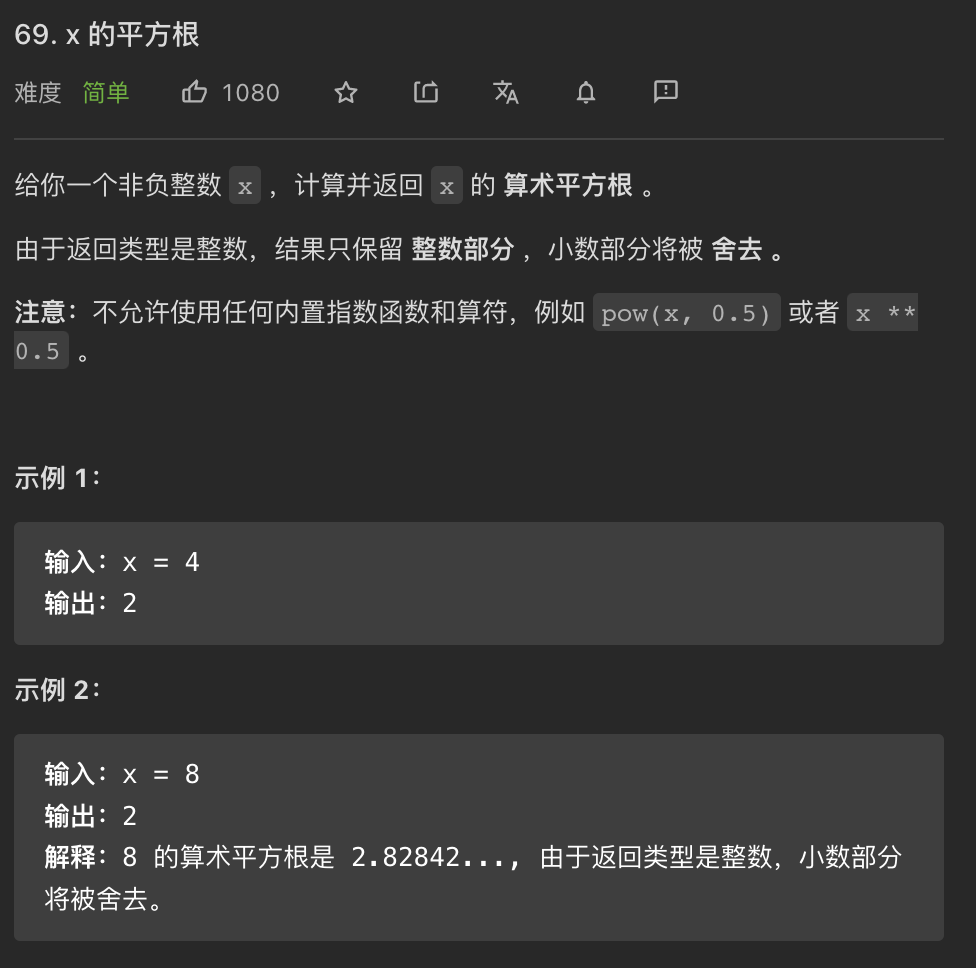 69. x 的平方根
难度 简单 1080
给你一个非负整数 x ，计算并返回 x 的 算术平方根 。
由于返回类型是整数，结果只保留 整数部分 ，小数部分将被 舍去 。
注意：不允许使用任何内置指数函数和算符，例如 pow(x, 0.5) 或者 x **
0.5 。
示例 1：
输入：x = 4
输出：2
示例 2：
输入：x = 8
输出：2
解释：8 的算术平方根是 2.82842..., 由于返回类型是整数，小数部分
将被舍去。